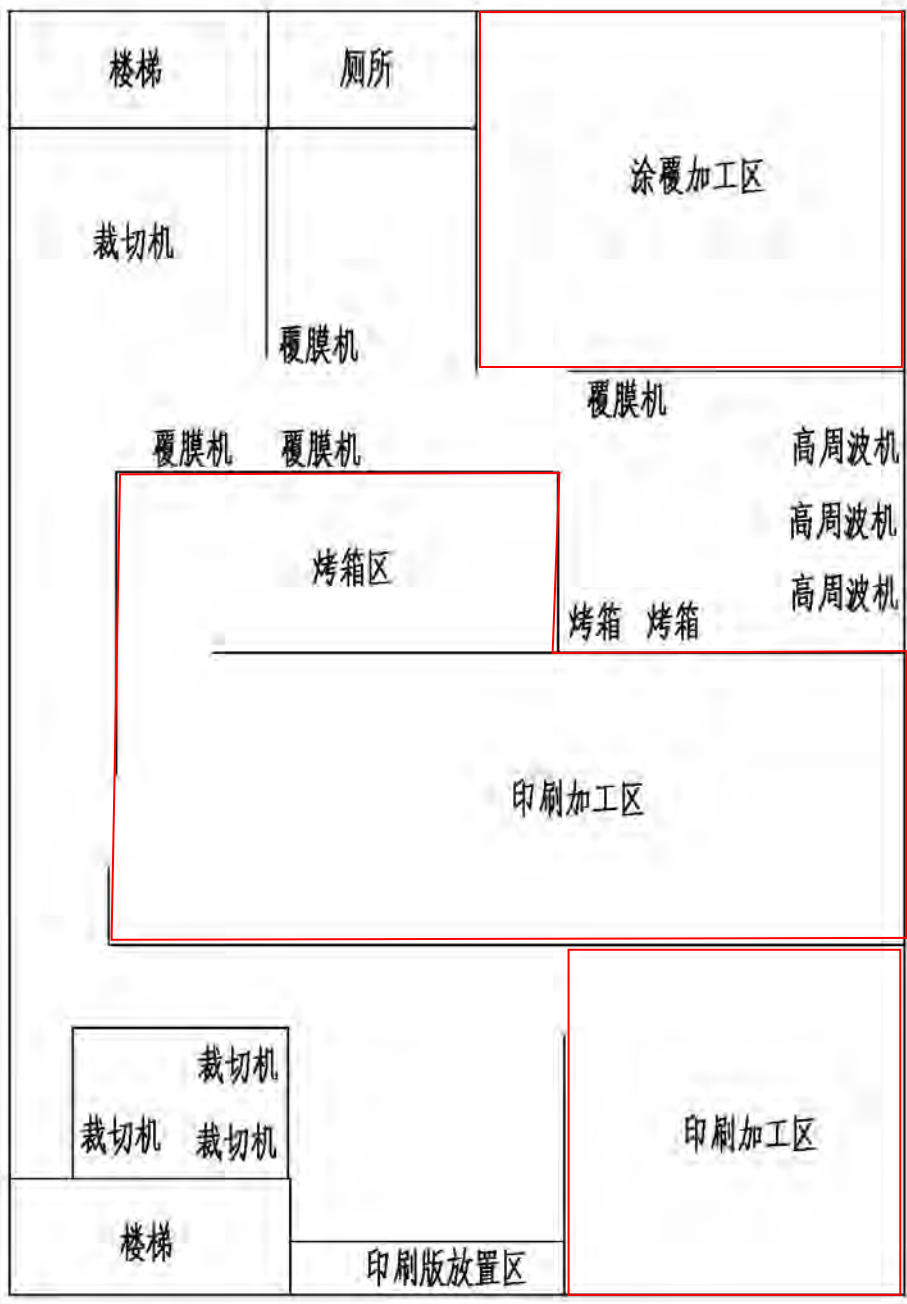 楼梯
厕所
涂覆加工区
裁切机
覆膜机
覆膜机
高周波机
覆膜机 覆膜机
高周波机
烤箱区
高周波机
烤箱 烤箱
印刷加工区
裁切机
裁切机 裁切机
印刷加工区
楼梯
印刷版放置区